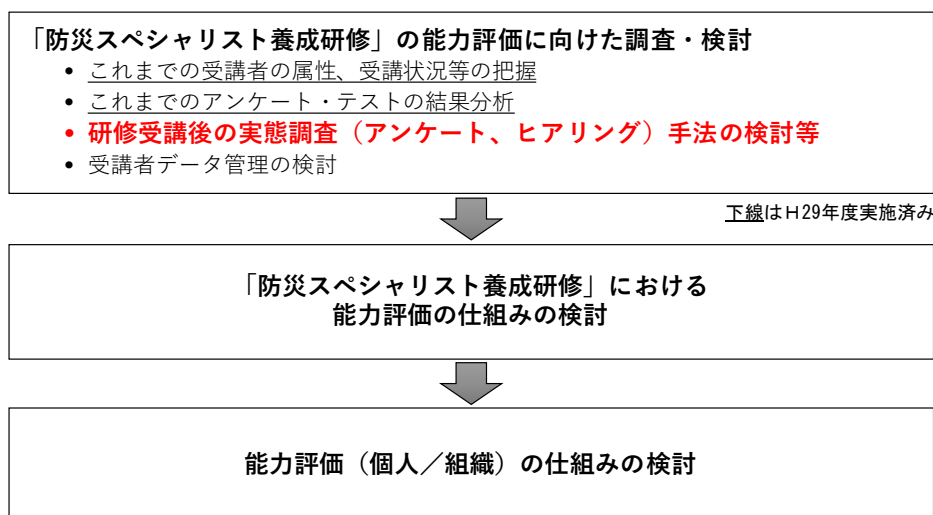 「防災スペシャリスト養成研修」の能力評価に向けた調査・検討
• これまでの受講者の属性、受講状況等の把握
• これまでのアンケート・テストの結果分析
• 研修受講後の実態調査（アンケート、ヒアリング）手法の検討等
• 受講者データ管理の検討
下線はＨ29年度実施済み
「防災スペシャリスト養成研修」における
能力評価の仕組みの検討
能力評価（個人／組織）の仕組みの検討